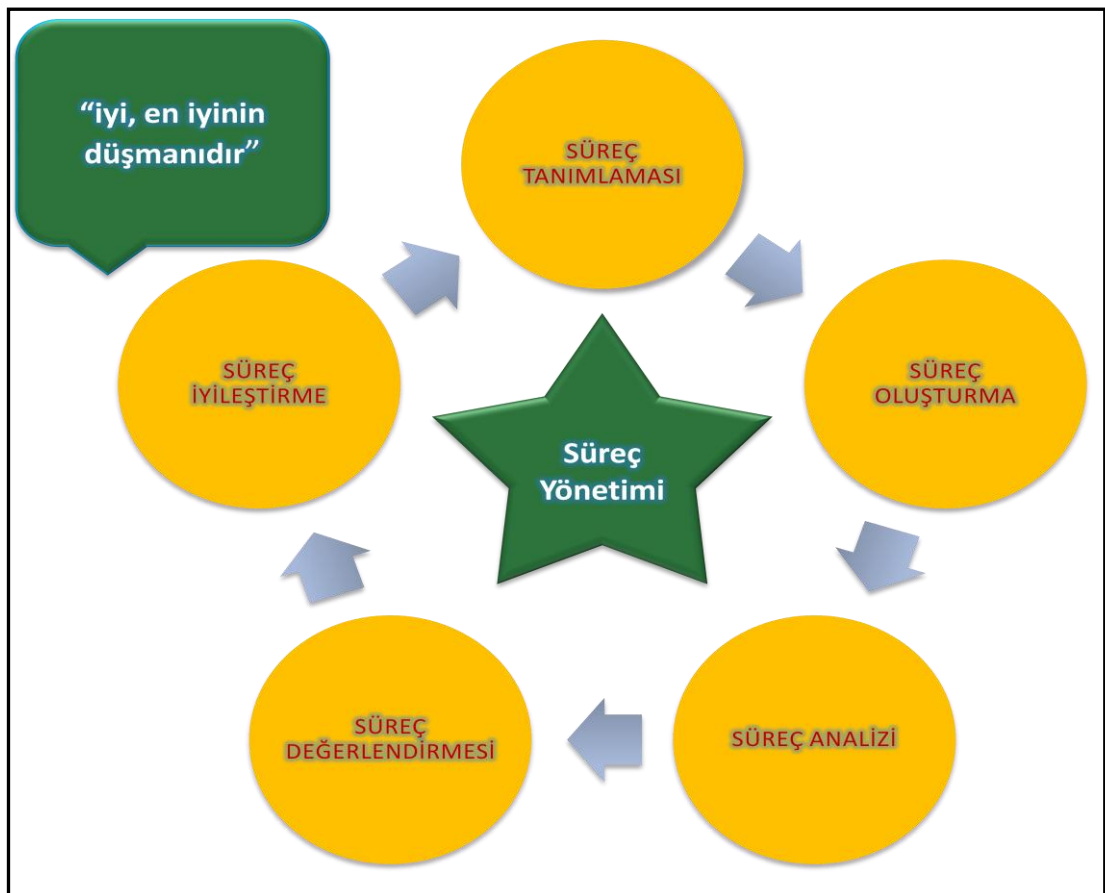 “iyi, en iyinin
düşmanıdır”
SÜREÇ
TANIMLAMASI
SÜREÇ
OLUŞTURMA
SÜREÇ ANALİZİ
SÜREÇ
DEĞERLENDİRMESİ
SÜREÇ
İYİLEŞTİRME
Süreç
Yönetimi